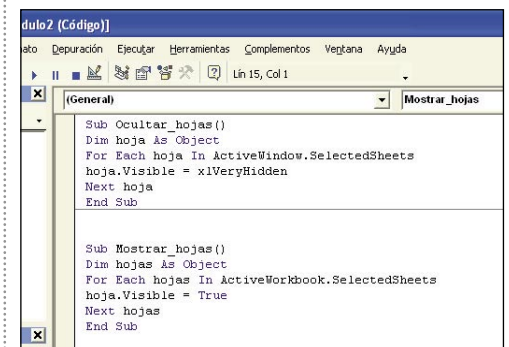 dulo2 (Código)]
ato Depuración Ejecutar Herramientas Complementos Ventana Ayuda
Lín 15, Col 1
(General) Mostrar_hojas
Sub Ocultar_hojas()
Dim hoja As Object
For Each hoja In ActiveWindow.SelectedSheets
hoja.Visible = xlVeryHidden
Next hoja
End Sub
Sub Mostrar_hojas()
Dim hojas As Object
For Each hojas In ActiveWorkbook.SelectedSheets
hoja.Visible = True
Next hojas
End Sub